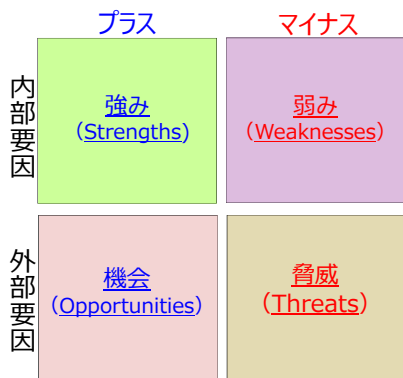 プラス
マイナス
内部要因
強み
（Strengths）
弱み
（Weaknesses）
外部要因
機会
（Opportunities）
脅威
（Threats）